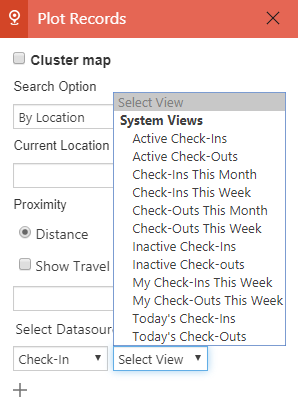 Plot Records
Cluster map
Search Option
By Location
Current Location
Proximity
Distance
Show Travel
Select Datasour
Check-In
Select View
Select View
System Views
Active Check-Ins
Active Check-Outs
Check-Ins This Month
Check-Ins This Week
Check-Outs This Month
Check-Outs This Week
Inactive Check-Ins
Inactive Check-outs
My Check-Ins This Week
My Check-Outs This Week
Today's Check-Ins
Today's Check-Outs